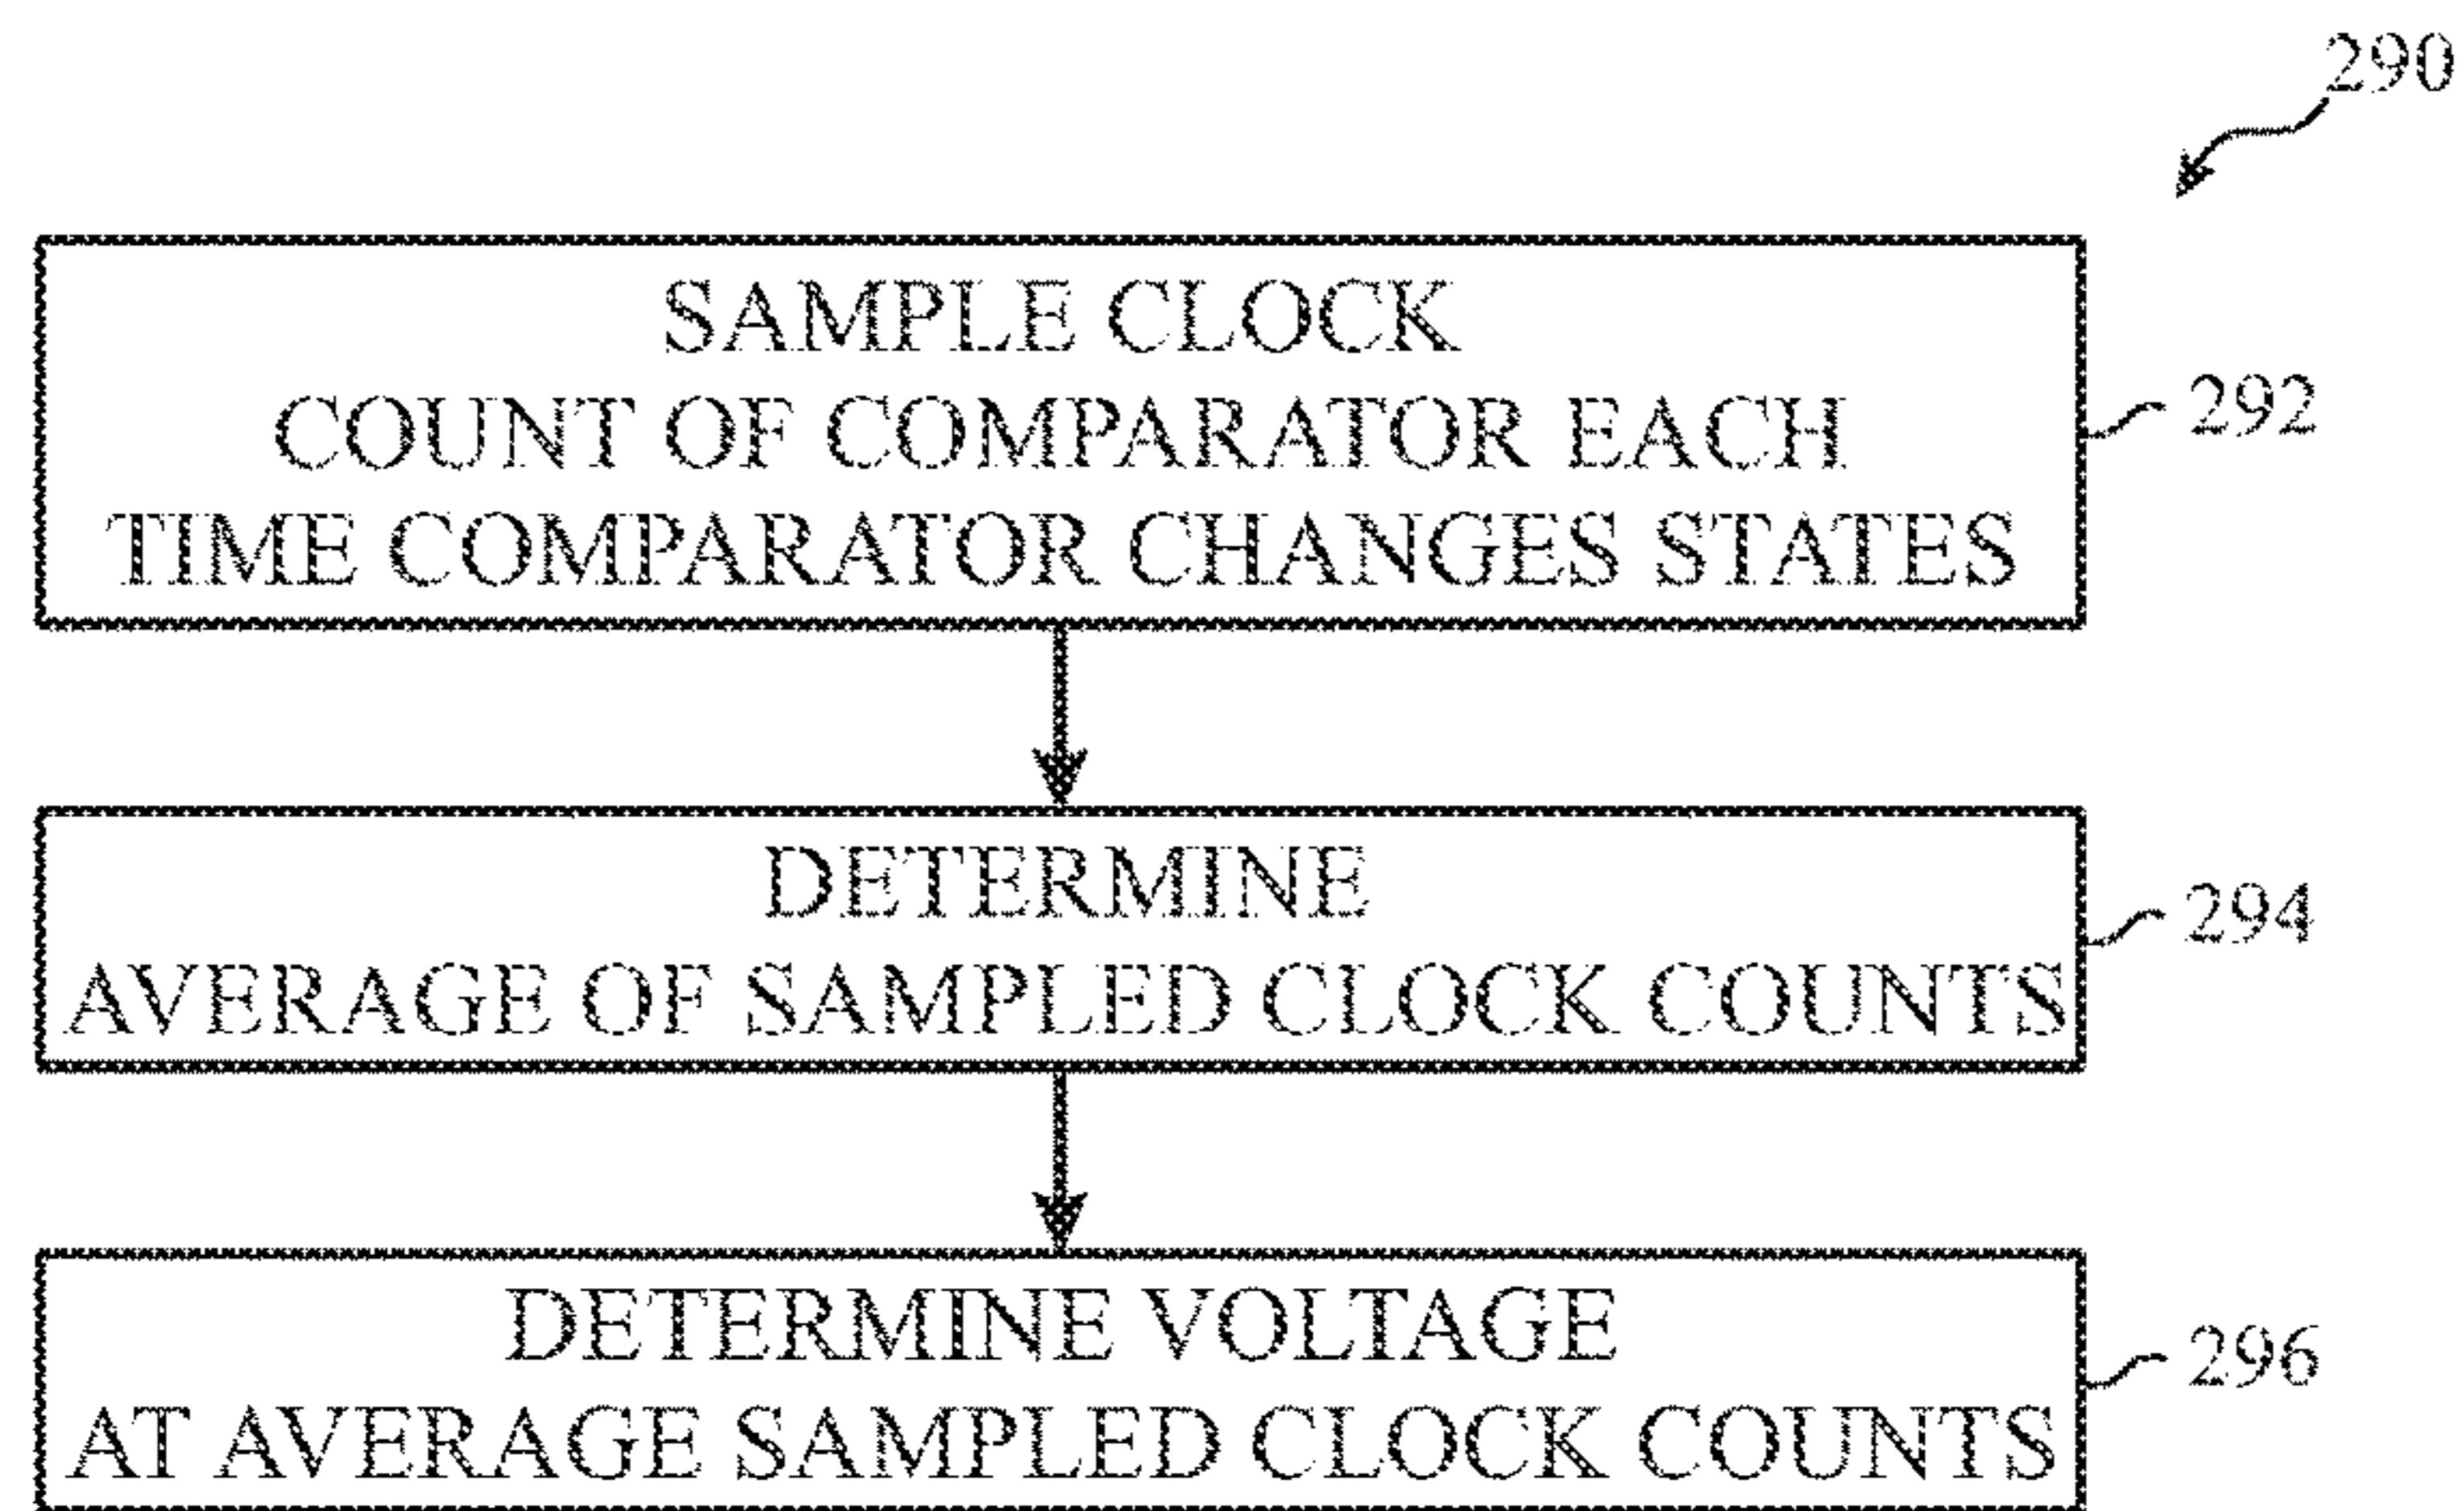 290
SAMPLE CLOCK
COUNT OF COMPARATOR EACH
TIME COMPARATOR CHANGES STATES
292
DETERMINE
AVERAGE OF SAMPLED CLOCK COUNTS
294
DETERMINE VOLTAGE
AT AVERAGE SAMPLED CLOCK COUNTS
296